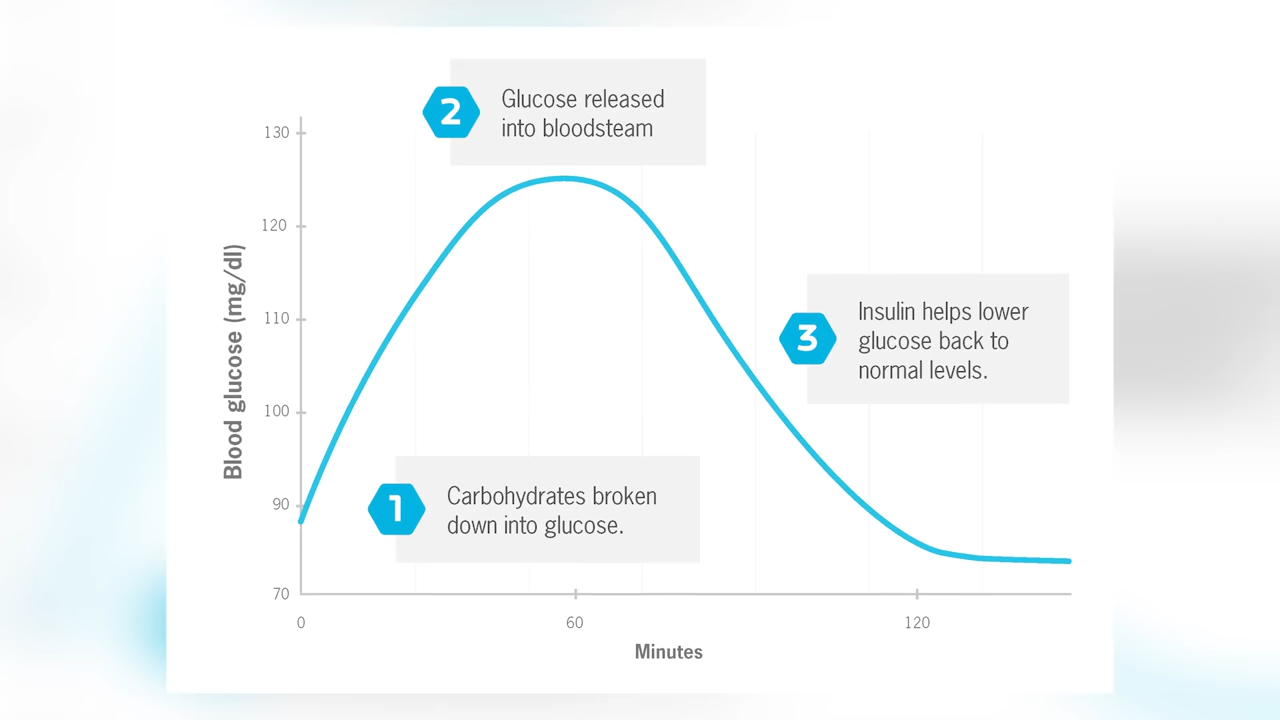 2
Glucose released
into bloodsteam
130
120
110
100
90
70
Blood glucose (mg/dl)
3
Insulin helps lower
glucose back to
normal levels.
1
Carbohydrates broken
down into glucose.
0
60
120
Minutes